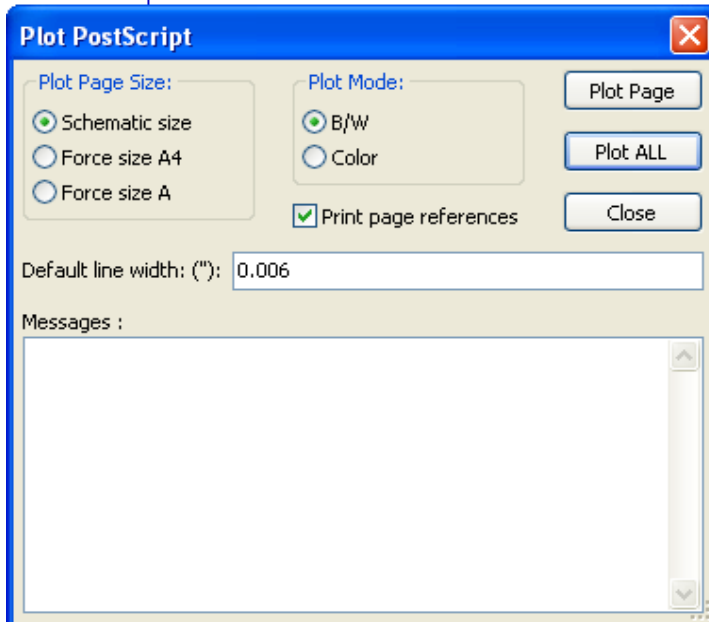 Plot PostScript
Plot Page Size:
Schematic size
Force size A4
Force size A
Plot Mode:
B/W
Color
Print page references
Plot Page
Plot ALL
Close
Default line width: ("): 0.006
Messages :